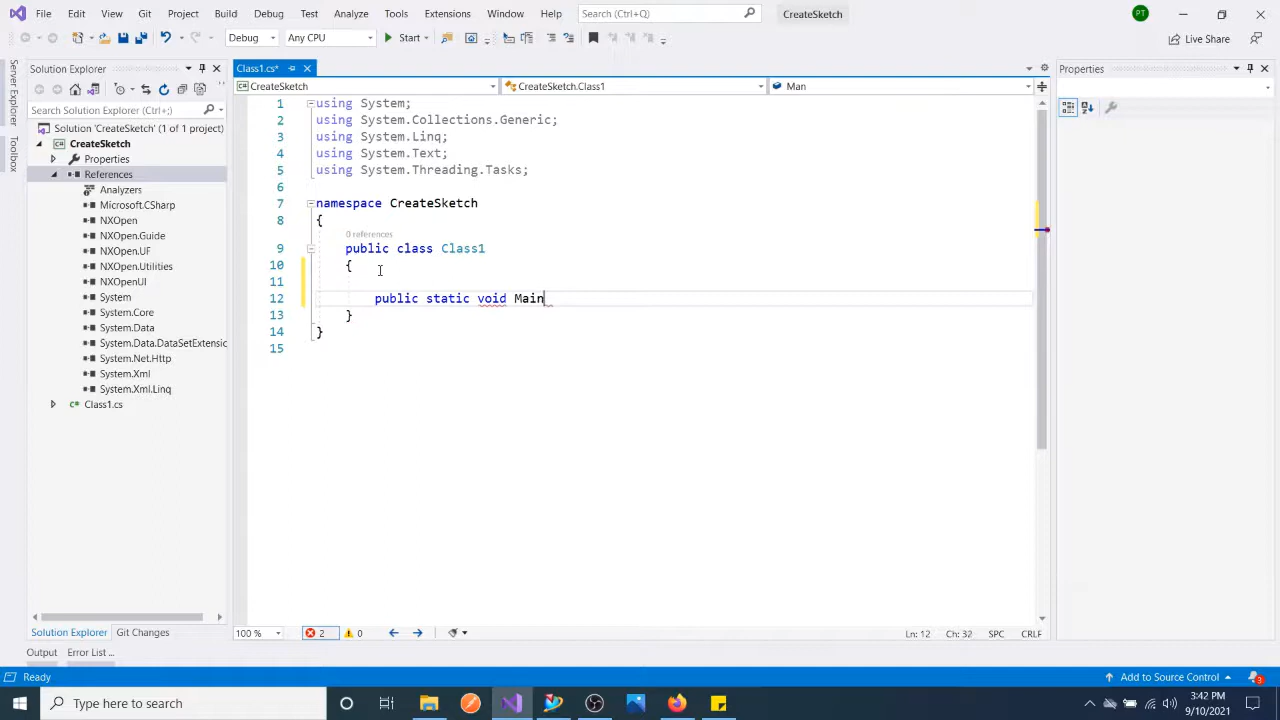 File Edit View Git Project Build Debug Test Analyze Tools Extensions Window Help Search (Ctrl+Q) CreateSketch PT
Debug Any CPU Start Live Share
Server Explorer
Toolbox
Solution Explorer
Search Solution Explorer (Ctrl+;)
Solution 'CreateSketch' (1 of 1 project)
CreateSketch
Properties
References
Analyzers
Microsoft.CSharp
NXOpen
NXOpen.Guide
NXOpen.UF
NXOpen.Utilities
NXOpenUI
System
System.Core
System.Data
System.Data.DataSetExtensic
System.Net.Http
System.Xml
System.Xml.Linq
C# Class1.cs
Solution Explorer Git Changes
Class1.cs*
CreateSketch CreateSketch.Class1 Man
1 using System;
2 using System.Collections.Generic;
3 using System.Linq;
4 using System.Text;
5 using System.Threading.Tasks;
6
7 namespace CreateSketch
8 {
0 references
9 public class Class1
10 {
11
12 public static void Main
13 }
14 }
15
100 % 2 0 Ln: 12 Ch: 32 SPC CRLF
Properties
Output Error List ...
Ready Add to Source Control 3
Type here to search
3:42 PM
9/10/2021